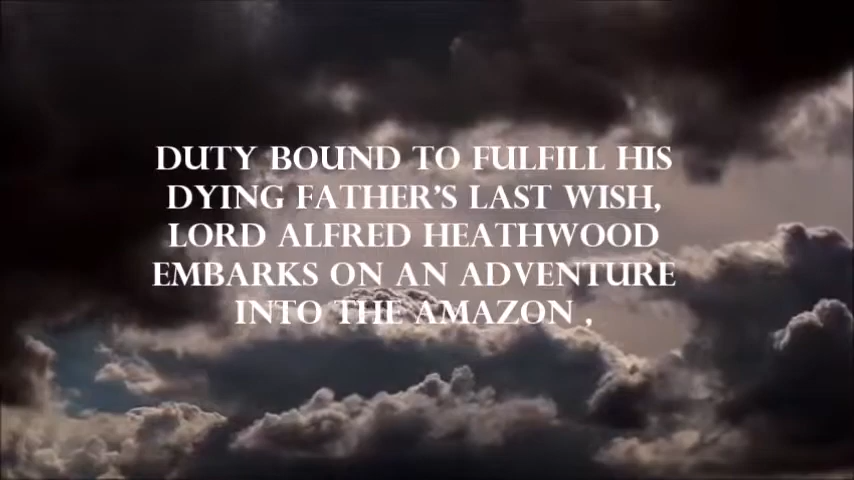 DUTY BOUND TO FULFILL HIS
DYING FATHER'S LAST WISH,
LORD ALFRED HEATHWOOD
EMBARKS ON AN ADVENTURE
INTO THE AMAZON ,